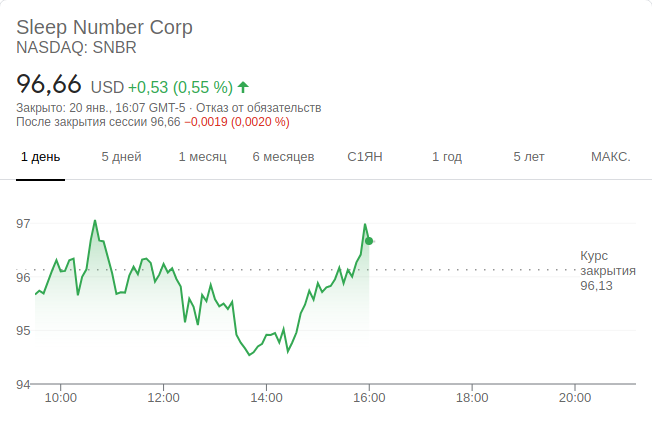 Sleep Number Corp
NASDAQ: SNBR
96,66 USD +0,53 (0,55 %)
Закрыто: 20 янв., 16:07 GMT-5 · Отказ от обязательств
После закрытия сессии 96,66 −0,0019 (0,0020 %)
1 день 5 дней 1 месяц 6 месяцев С1ЯН 1 год 5 лет МАКС.
97
96
95
94
Курс
закрытия
96,13
10:00 12:00 14:00 16:00 18:00 20:00